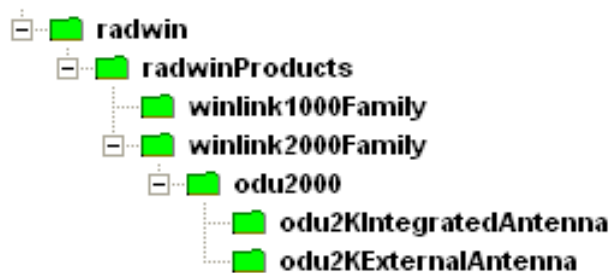 radwin
radwinProducts
winlink1000Family
winlink2000Family
odu2000
odu2KIntegratedAntenna
odu2KExternalAntenna